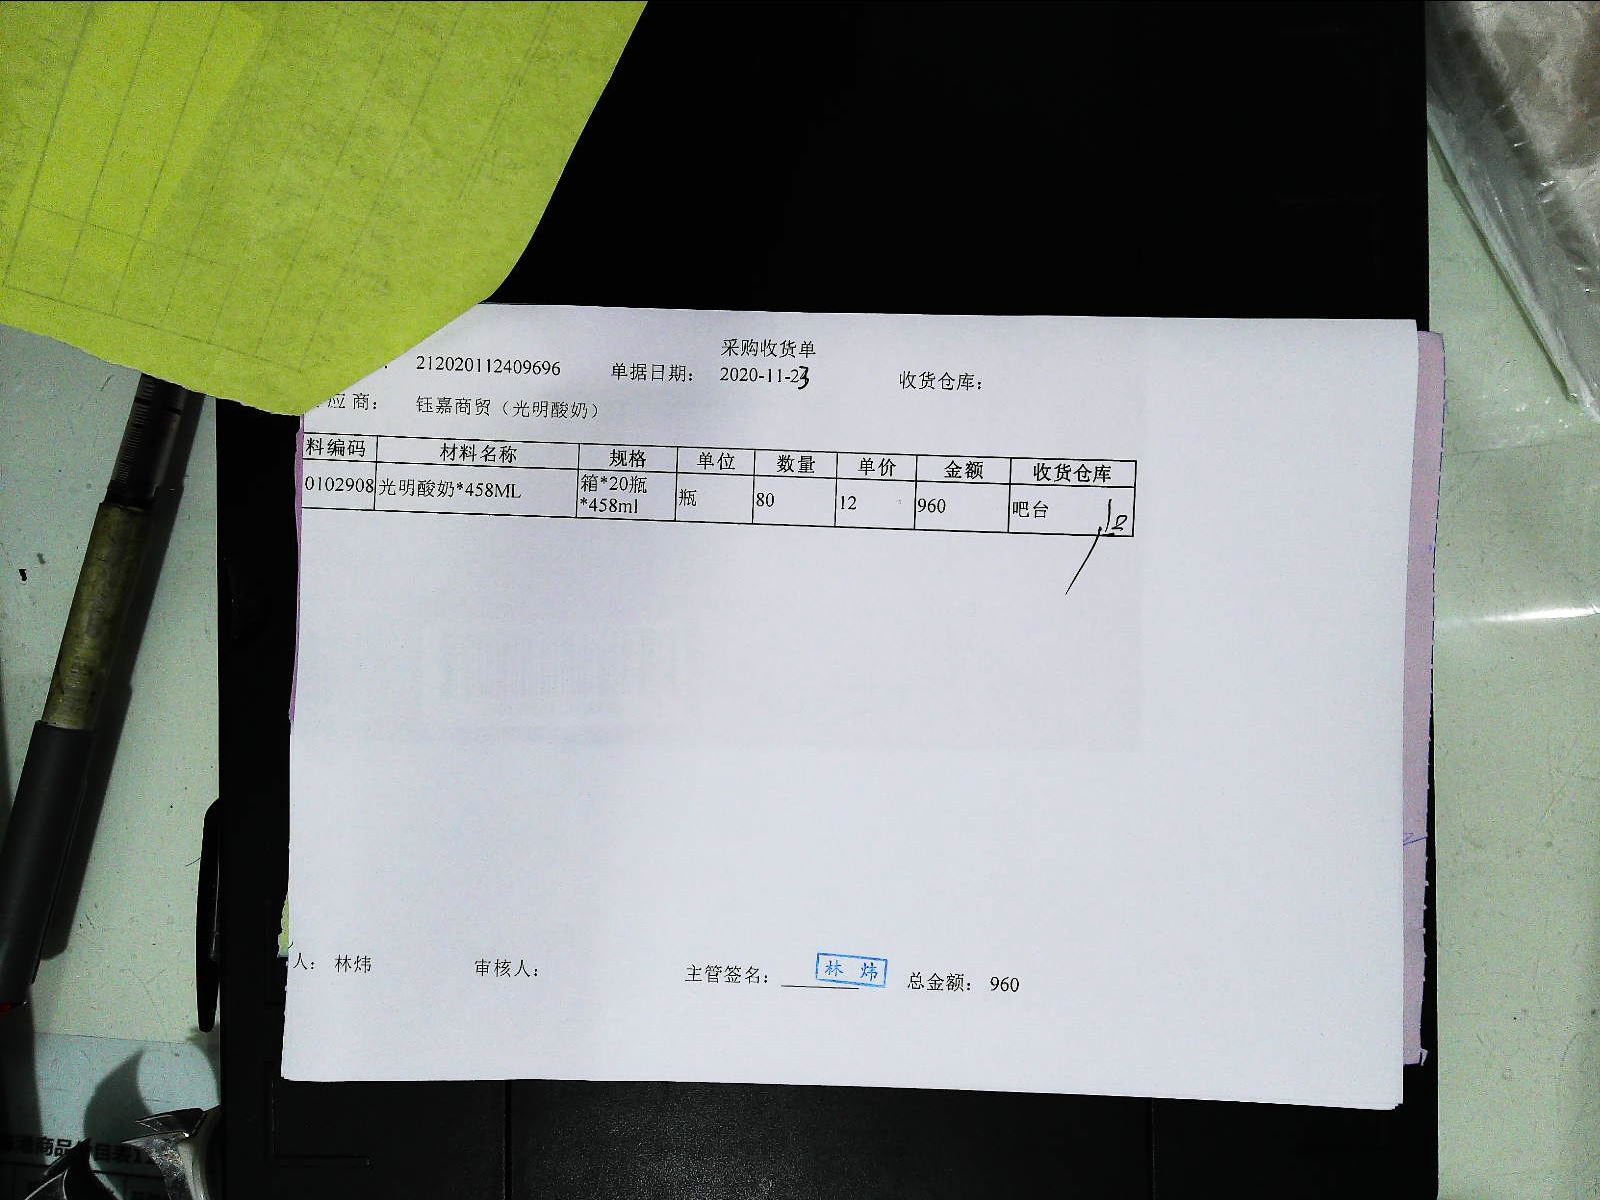 采购收货单
212020112409696 单据日期： 2020-11-23 收货仓库：
应商： 钰嘉商贸（光明酸奶）
料编码 材料名称 规格 单位 数量 单价 金额 收货仓库
0102908 光明酸奶*458ML 箱*20瓶 瓶 80 12 960 吧台
*458ml
人： 林炜 审核人： 主管签名： 林 炜 总金额： 960